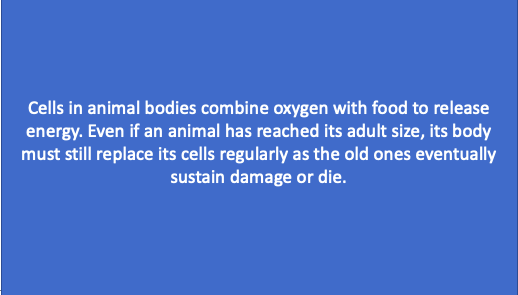 Cells in animal bodies combine oxygen with food to release
energy. Even if an animal has reached its adult size, its body
must still replace its cells regularly as the old ones eventually
sustain damage or die.